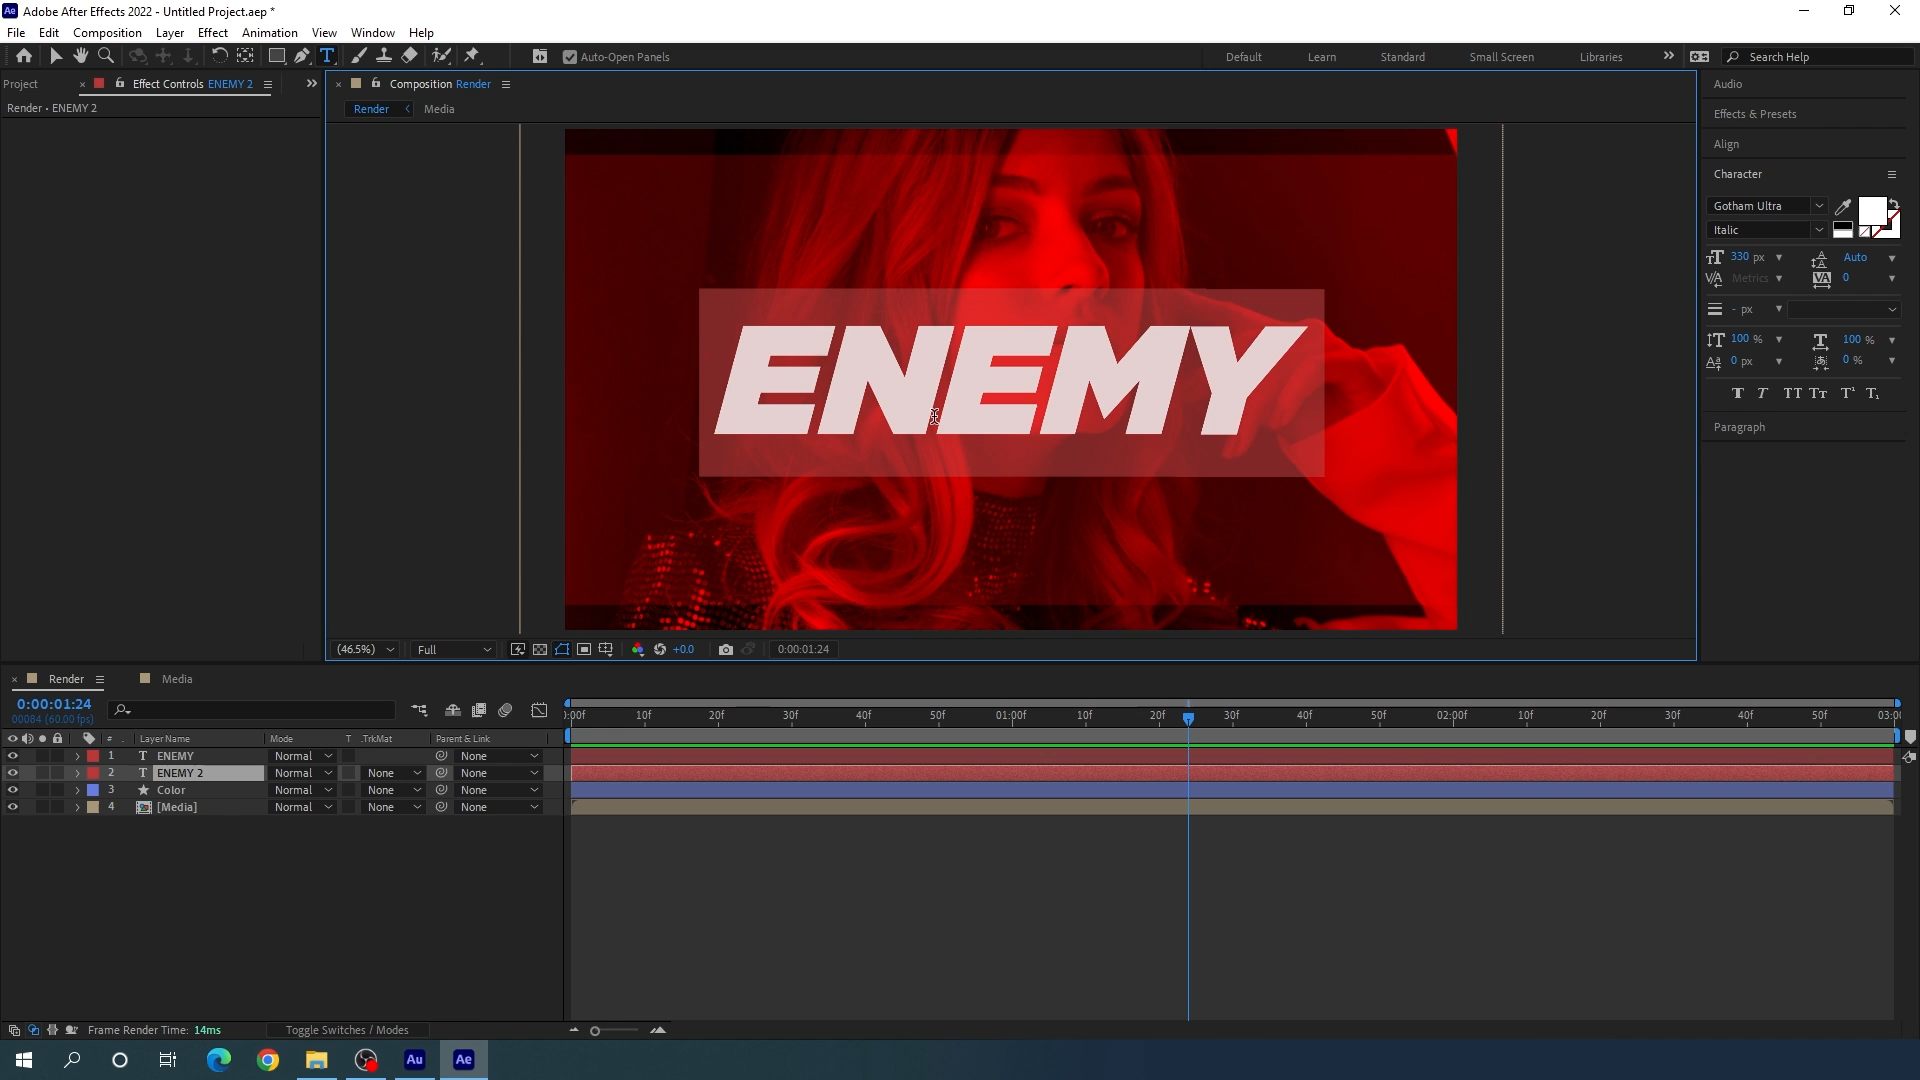 Ae Adobe After Effects 2022 - Untitled Project.aep *
File Edit Composition Layer Effect Animation View Window Help
T Auto-Open Panels Default Learn Standard Small Screen Libraries Search Help
Project Effect Controls ENEMY 2
Render • ENEMY 2
Composition Render
Render Media
ENEMY
(46.5%) Full +0.0 0:00:01:24
Audio
Effects & Presets
Align
Character
Gotham Ultra
Italic
330 px Auto
Metrics 0
- px
100 % 100 %
0 px 0 %
T T TT Tr T¹ T₁
Paragraph
Render Media
0:00:01:24
00084 (60.00 fps)
):00f 10f 20f 30f 40f 50f 01:00f 10f 20f 30f 40f 50f 02:00f 10f 20f 30f 40f 50f 03:00
# Layer Name Mode T .TrkMat Parent & Link
1 T ENEMY Normal None
2 T ENEMY 2 Normal None None
3 Color Normal None None
4 [Media] Normal None None
Frame Render Time: 14ms Toggle Switches / Modes
Au Ae